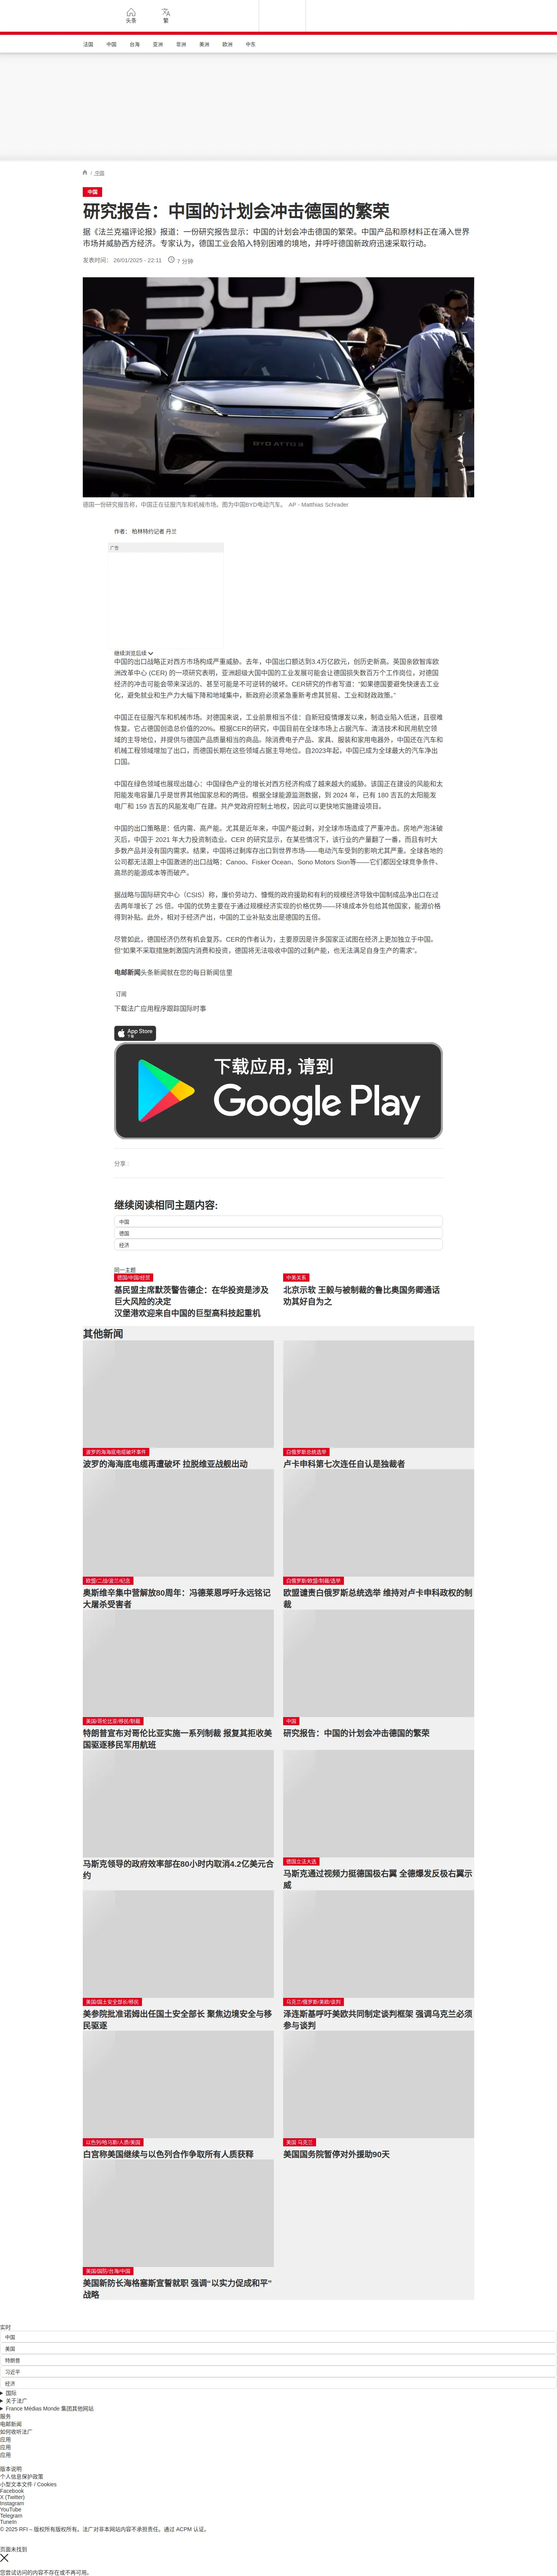 头条
繁
法国 中国 台海 亚洲 非洲 美洲 欧洲 中东
/ 中国
中国
研究报告：中国的计划会冲击德国的繁荣
据《法兰克福评论报》报道：一份研究报告显示：中国的计划会冲击德国的繁荣。中国产品和原材料正在涌入世界
市场并威胁西方经济。专家认为，德国工业会陷入特别困难的境地，并呼吁德国新政府迅速采取行动。
发表时间： 26/01/2025 - 22:11 7 分钟
BYD
BYD ATTO 3
德国一份研究报告称，中国正在征服汽车和机械市场。图为中国BYD电动汽车。 AP - Matthias Schrader
作者： 柏林特约记者 丹兰
广告
继续浏览后续
中国的出口战略正对西方市场构成严重威胁。去年，中国出口额达到3.4万亿欧元，创历史新高。英国亲欧智库欧
洲改革中心 (CER) 的一项研究表明，亚洲超级大国中国的工业发展可能会让德国损失数百万个工作岗位，对德国
经济的冲击可能会带来深远的、甚至可能是不可逆转的破坏。CER研究的作者写道：“如果德国要避免快速去工业
化，避免就业和生产力大幅下降和地域集中，新政府必须紧急重新考虑其贸易、工业和财政政策。”
中国正在征服汽车和机械市场。对德国来说，工业前景相当不佳：自新冠疫情爆发以来，制造业陷入低迷，且很难
恢复。它占德国创造总价值的20%。根据CER的研究，中国目前在全球市场上占据汽车、清洁技术和民用航空领
域的主导地位，并提供与德国产品质量相当的商品。除消费电子产品、家具、服装和家用电器外，中国还在汽车和
机械工程领域增加了出口，而德国长期在这些领域占据主导地位。自2023年起，中国已成为全球最大的汽车净出
口国。
中国在绿色领域也展现出雄心：中国绿色产业的增长对西方经济构成了越来越大的威胁。该国正在建设的风能和太
阳能发电容量几乎是世界其他国家总和的两倍。根据全球能源监测数据，到 2024 年，已有 180 吉瓦的太阳能发
电厂和 159 吉瓦的风能发电厂在建。共产党政府控制土地权，因此可以更快地实施建设项目。
中国的出口策略是：低内需、高产能。尤其是近年来，中国产能过剩，对全球市场造成了严重冲击。房地产泡沫破
灭后，中国于 2021 年大力投资制造业。CER 的研究显示，在某些情况下，该行业的产量翻了一番，而且有时大
多数产品并没有国内需求。结果，中国将过剩库存出口到世界市场——电动汽车受到的影响尤其严重。全球各地的
公司都无法跟上中国激进的出口战略：Canoo、Fisker Ocean、Sono Motors Sion等——它们都因全球竞争条件、
高昂的能源成本等而破产。
据战略与国际研究中心（CSIS）称，廉价劳动力、慷慨的政府援助和有利的规模经济导致中国制成品净出口在过
去两年增长了 25 倍。中国的优势主要在于通过规模经济实现的价格优势——环境成本外包给其他国家，能源价格
得到补贴。此外，相对于经济产出，中国的工业补贴支出是德国的五倍。
尽管如此，德国经济仍然有机会复苏。CER的作者认为，主要原因是许多国家正试图在经济上更加独立于中国。
但“如果不采取措施刺激国内消费和投资，德国将无法吸收中国的过剩产能，也无法满足自身生产的需求”。
电邮新闻头条新闻就在您的每日新闻信里
订阅
下载法广应用程序跟踪国际时事
App Store
下载
下载应用，请到
Google Play
分享 :
继续阅读相同主题内容:
中国
德国
经济
同一主题
德国/中国/经贸
基民盟主席默茨警告德企：在华投资是涉及
巨大风险的决定
汉堡港欢迎来自中国的巨型高科技起重机
中美关系
北京示软 王毅与被制裁的鲁比奥国务卿通话
劝其好自为之
其他新闻
波罗的海海底电缆破坏事件
波罗的海海底电缆再遭破坏 拉脱维亚战舰出动
白俄罗斯总统选举
卢卡申科第七次连任自认是独裁者
欧盟/二战/波兰/纪念
奥斯维辛集中营解放80周年：冯德莱恩呼吁永远铭记
大屠杀受害者
白俄罗斯/欧盟/制裁/选举
欧盟谴责白俄罗斯总统选举 维持对卢卡申科政权的制
裁
美国/哥伦比亚/移民/制裁
特朗普宣布对哥伦比亚实施一系列制裁 报复其拒收美
国驱逐移民军用航班
中国
研究报告：中国的计划会冲击德国的繁荣
马斯克领导的政府效率部在80小时内取消4.2亿美元合
约
德国立法大选
马斯克通过视频力挺德国极右翼 全德爆发反极右翼示
威
美国/国土安全部长/移民
美参院批准诺姆出任国土安全部长 聚焦边境安全与移
民驱逐
乌克兰/俄罗斯/美欧/谈判
泽连斯基呼吁美欧共同制定谈判框架 强调乌克兰必须
参与谈判
以色列/哈马斯/人质/美国
白宫称美国继续与以色列合作争取所有人质获释
美国 乌克兰
美国国务院暂停对外援助90天
美国/国防/台海/中国
美国新防长海格塞斯宣誓就职 强调“以实力促成和平”
战略
实时
中国
美国
特朗普
习近平
经济
国际
关于法广
France Médias Monde 集团其他网站
服务
电邮新闻
如何收听法广
应用
应用
应用
版本说明
个人信息保护政策
小型文本文件 / Cookies
Facebook
X (Twitter)
Instagram
YouTube
Telegram
TuneIn
© 2025 RFI – 版权所有版权所有。法广对非本网站内容不承担责任。通过 ACPM 认证。
页面未找到
您尝试访问的内容不存在或不再可用。